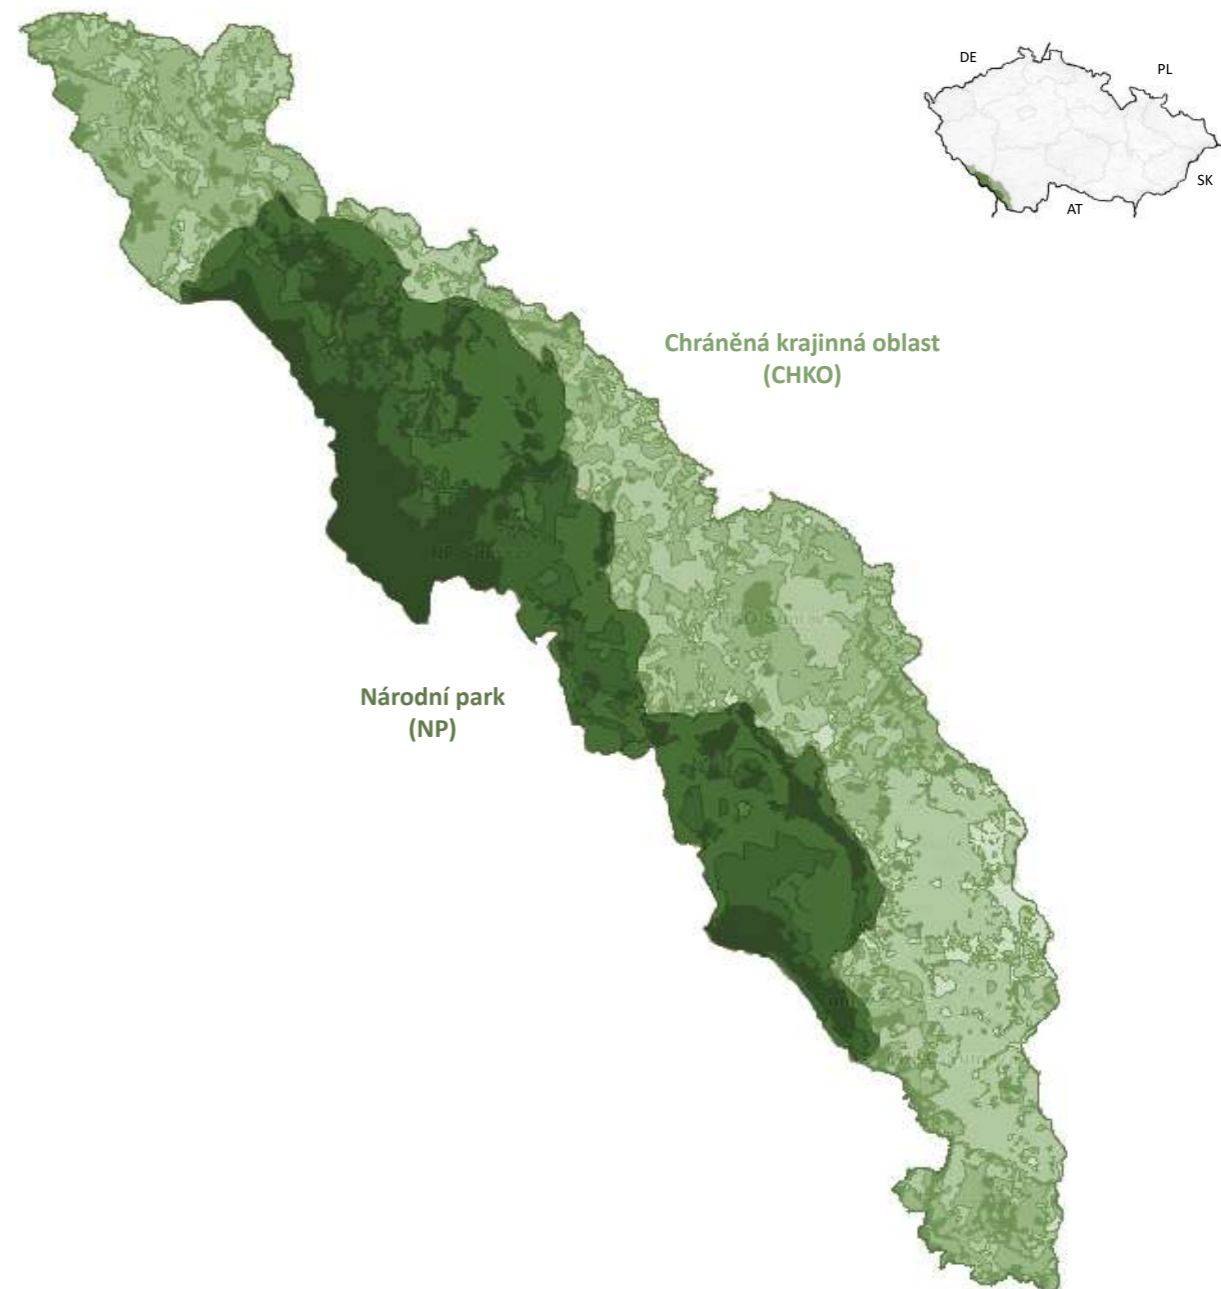 DE
PL
SK
AT
Chráněná krajinná oblast
(CHKO)
Národní park
(NP)